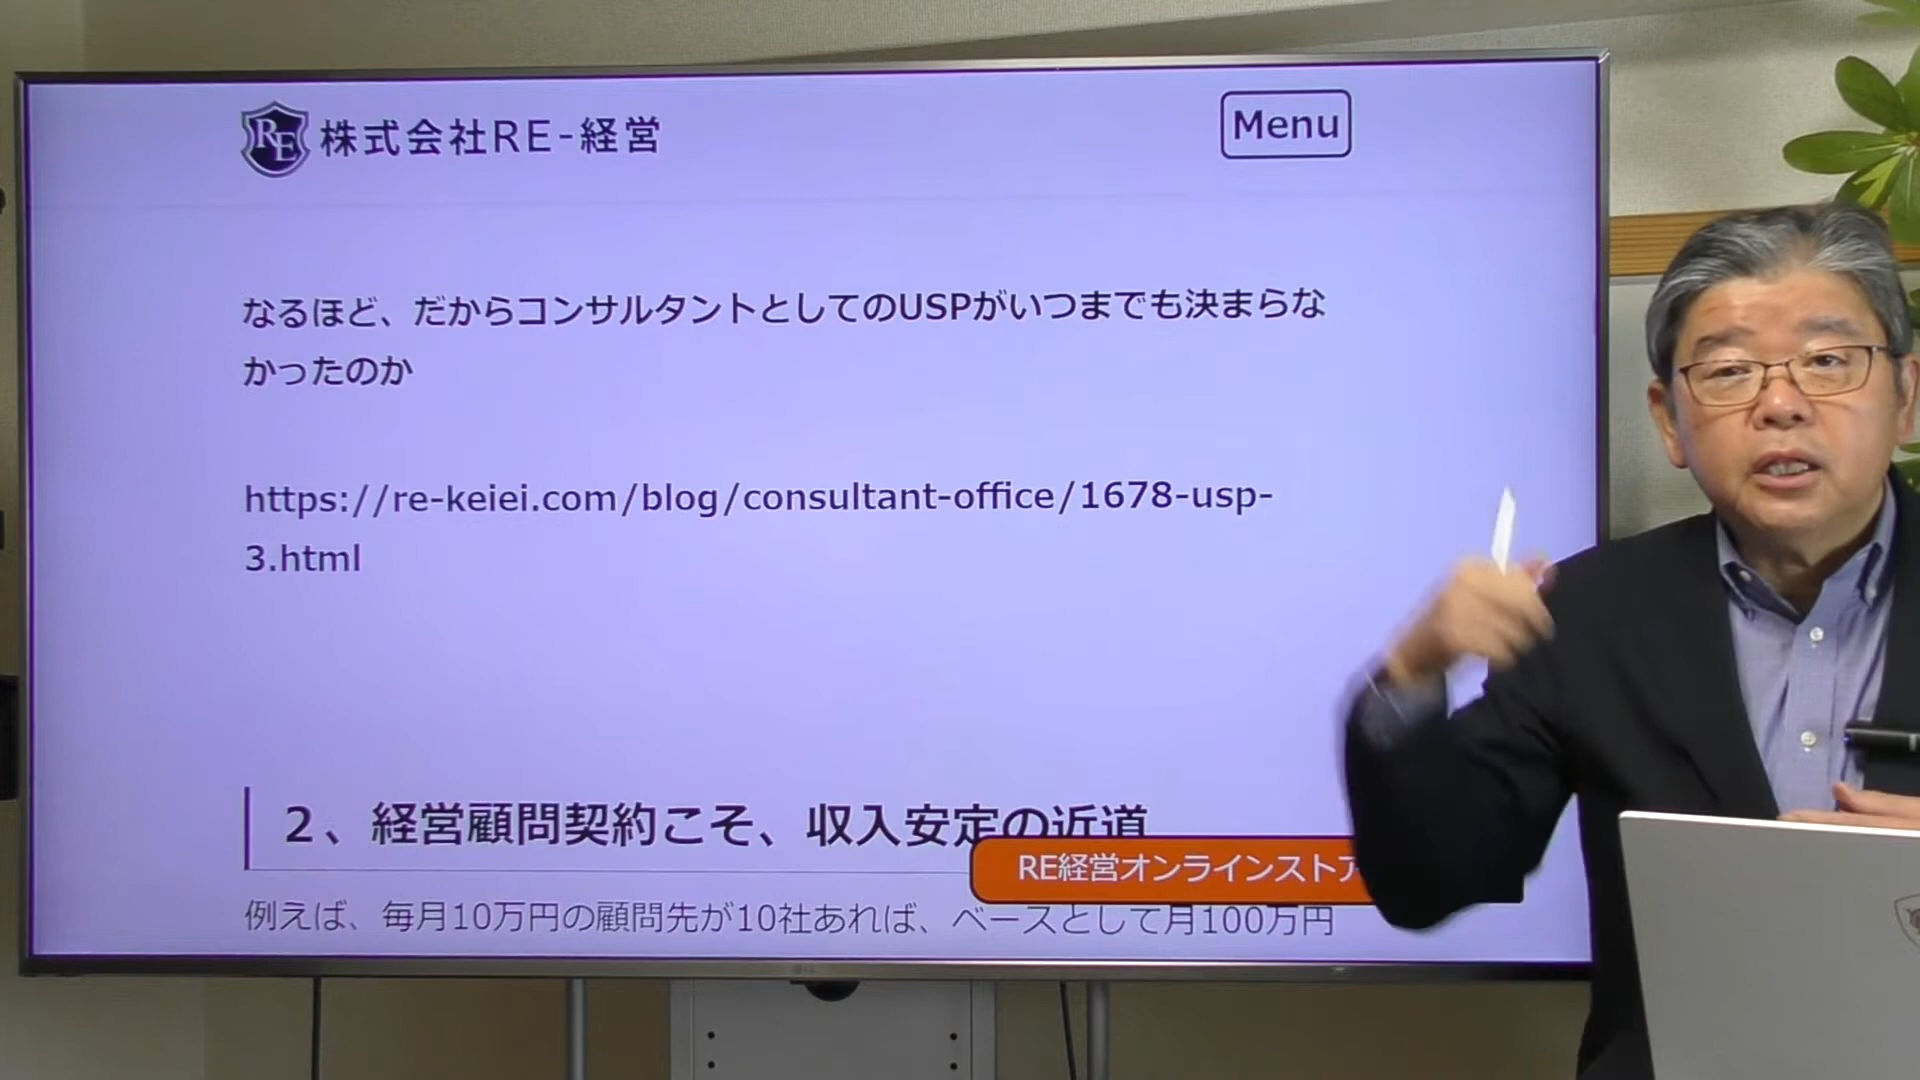 RE 株式会社RE-経営
Menu
なるほど、だからコンサルタントとしてのUSPがいつまでも決まらな
かったのか
https://re-keiei.com/blog/consultant-office/1678-usp-
3.html
2、経営顧問契約こそ、収入安定の近道
RE経営オンラインストア
例えば、毎月10万円の顧問先が10社あれば、ベースとして月100万円